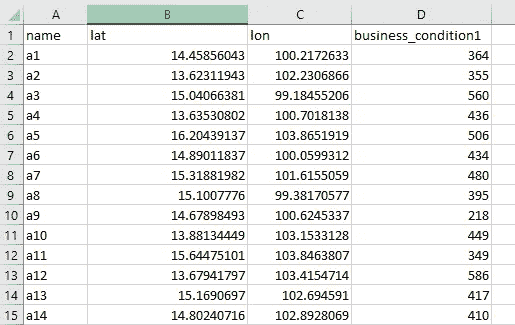 A B C D
1 name lat lon business_condition1
2 a1 14.45856043 100.2172633 364
3 a2 13.62311943 102.2306866 355
4 a3 15.04066381 99.18455206 560
5 a4 13.63530802 100.7018138 436
6 a5 16.20439137 103.8651919 506
7 a6 14.89011837 100.0599312 434
8 a7 15.31881982 101.6155059 480
9 a8 15.1007776 99.38170577 395
10 a9 14.67898493 100.6245337 218
11 a10 13.88134449 103.1533128 449
12 a11 15.64475101 103.8463807 349
13 a12 13.67941797 103.4154714 586
14 a13 15.1690697 102.694591 417
15 a14 14.80240716 102.8928069 410